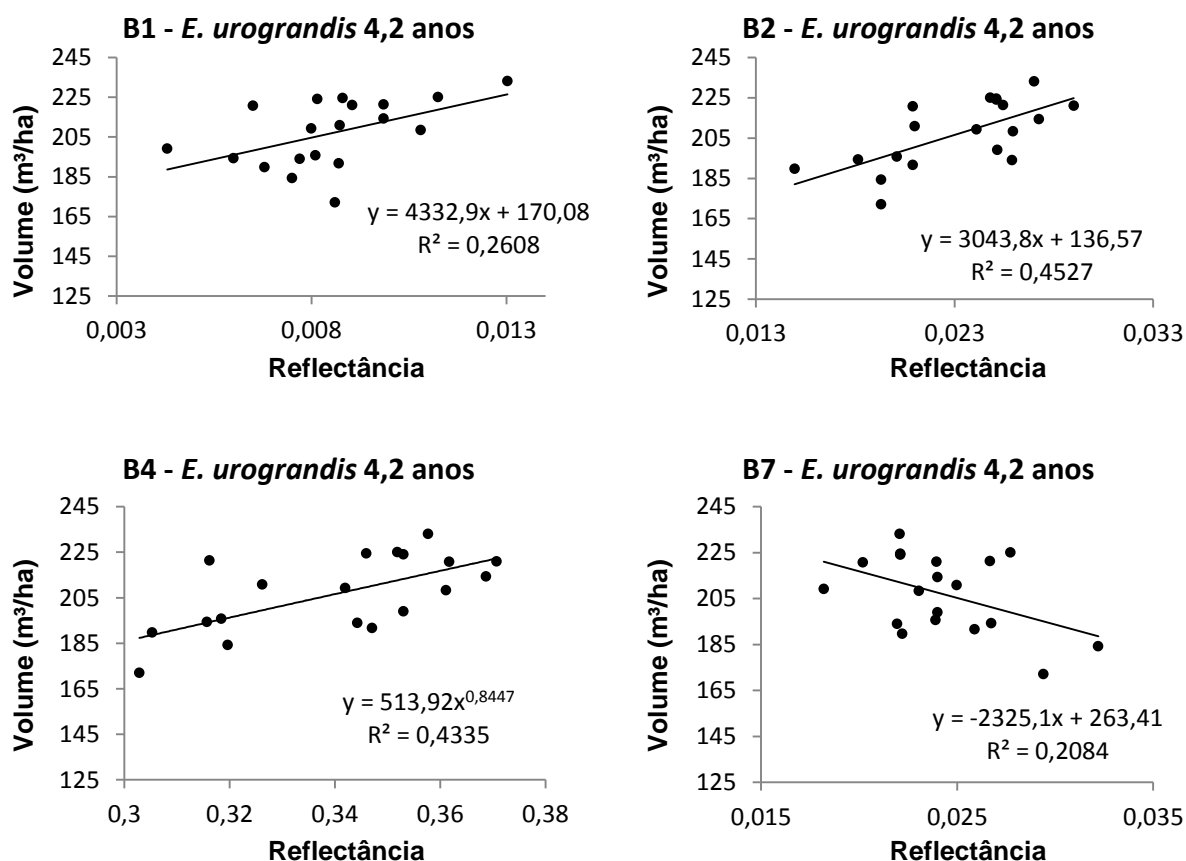 B1 - E. urograndis 4,2 anos
Volume (m³/ha)
245
225
205
185
165
145
125
y = 4332,9x + 170,08
R² = 0,2608
0,003 0,008 0,013
Reflectância
B2 - E. urograndis 4,2 anos
Volume (m³/ha)
245
225
205
185
165
145
125
y = 3043,8x + 136,57
R² = 0,4527
0,013 0,023 0,033
Reflectância
B4 - E. urograndis 4,2 anos
Volume (m³/ha)
245
225
205
185
165
145
125
y = 513,92x^0,8447
R² = 0,4335
0,3 0,32 0,34 0,36 0,38
Reflectância
B7 - E. urograndis 4,2 anos
Volume (m³/ha)
245
225
205
185
165
145
125
y = -2325,1x + 263,41
R² = 0,2084
0,015 0,025 0,035
Reflectância